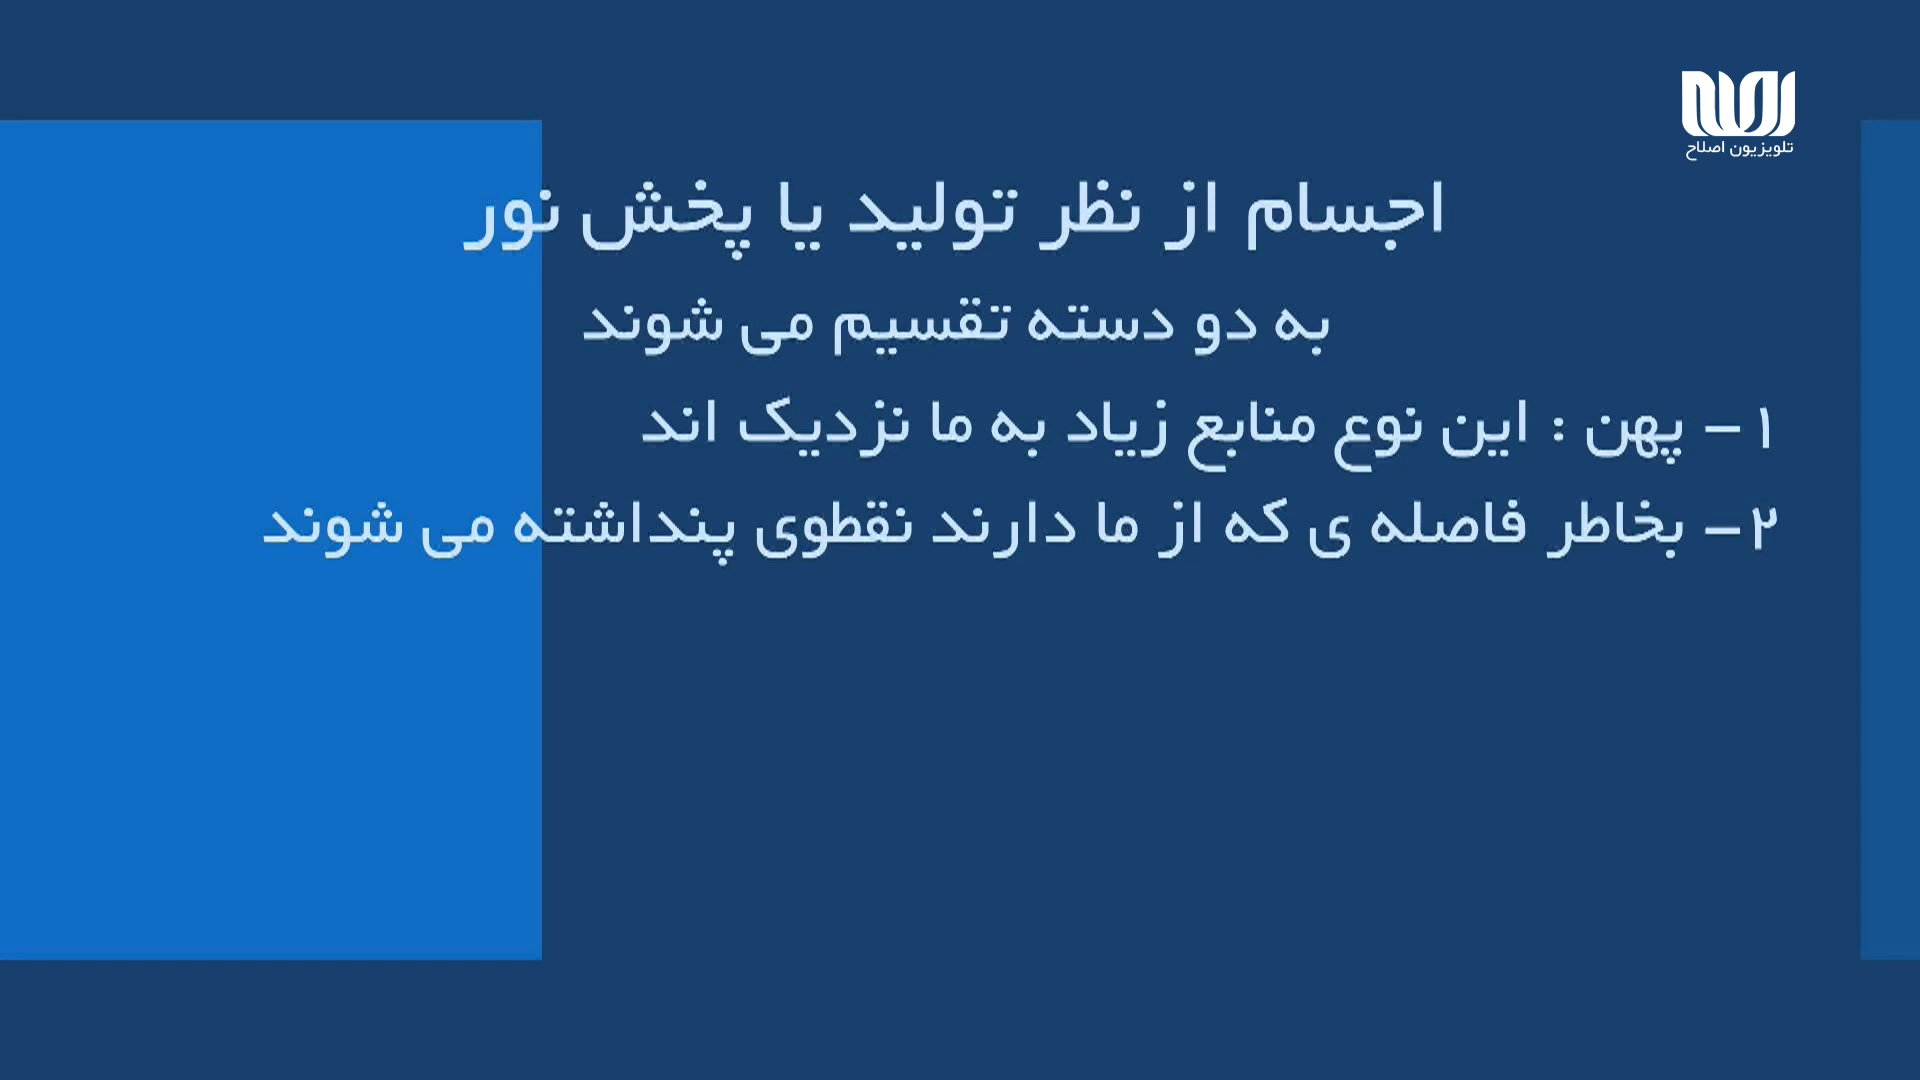 تلویزیون اصلاح
اجسام از نظر تولید یا پخش نور
به دو دسته تقسیم می شوند
۱- پهن : این نوع منابع زیاد به ما نزدیک اند
۲- بخاطر فاصله ی که از ما دارند نقطوی پنداشته می شوند